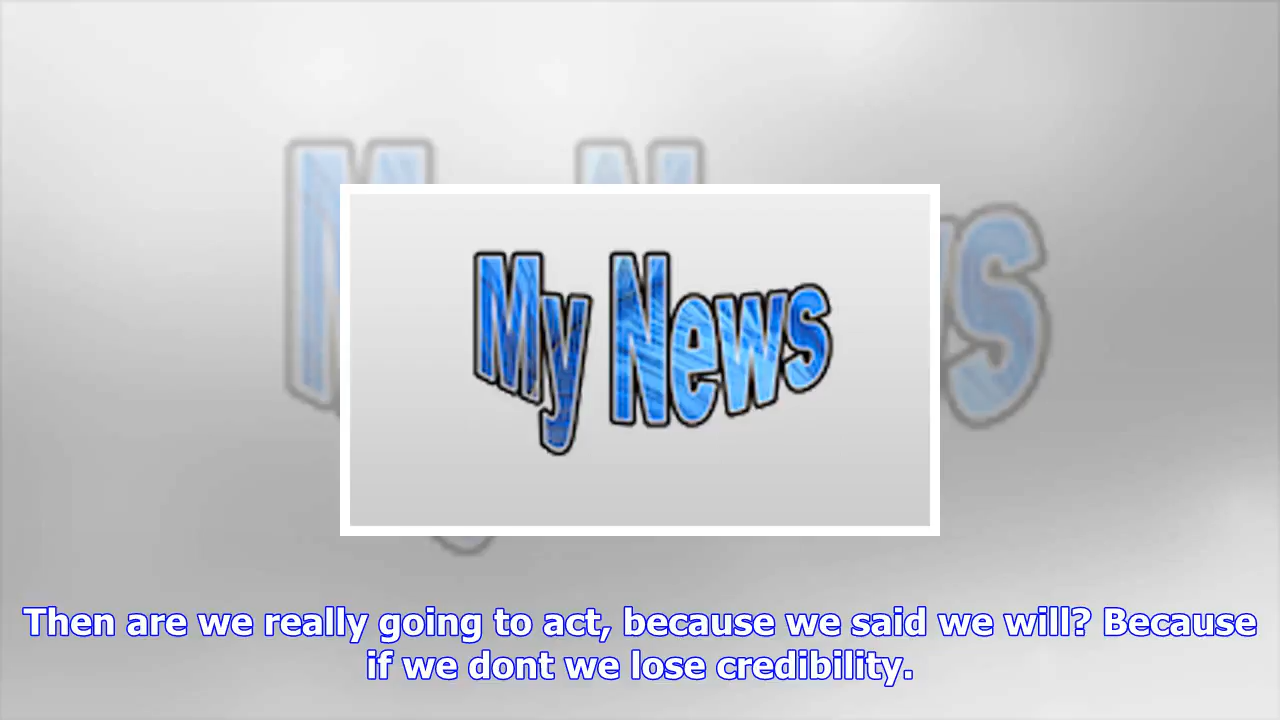 My News
Then are we really going to act, because we said we will? Because
if we dont we lose credibility.